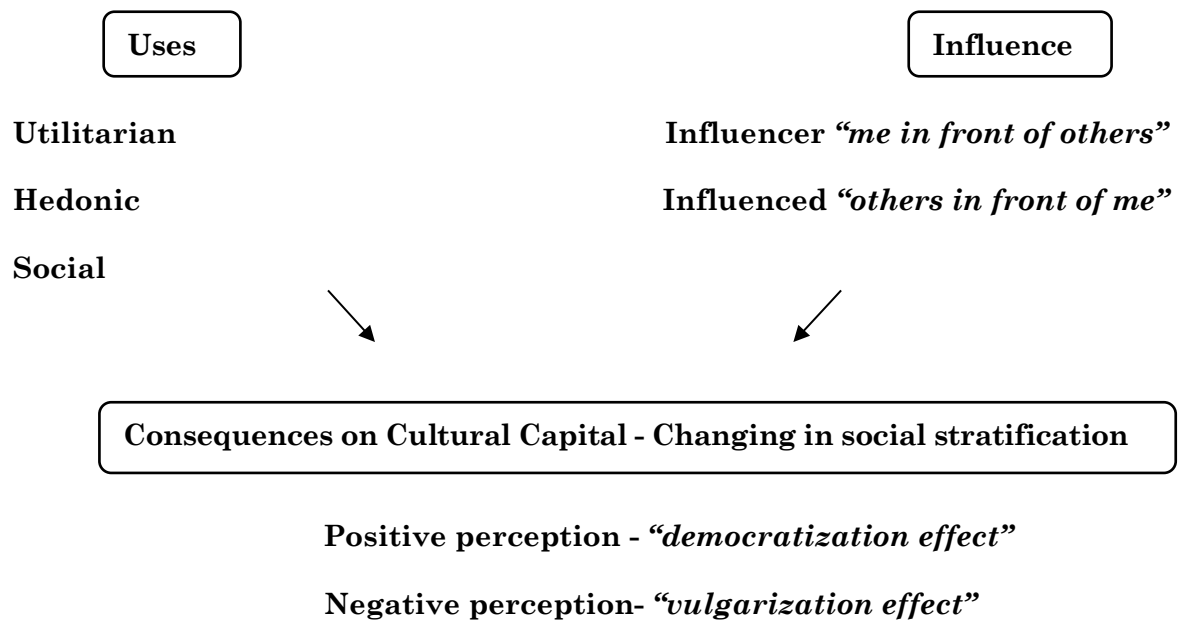 Uses
Influence
Utilitarian
Influencer “me in front of others”
Hedonic
Influenced “others in front of me”
Social
Consequences on Cultural Capital - Changing in social stratification
Positive perception - “democratization effect”
Negative perception- “vulgarization effect”